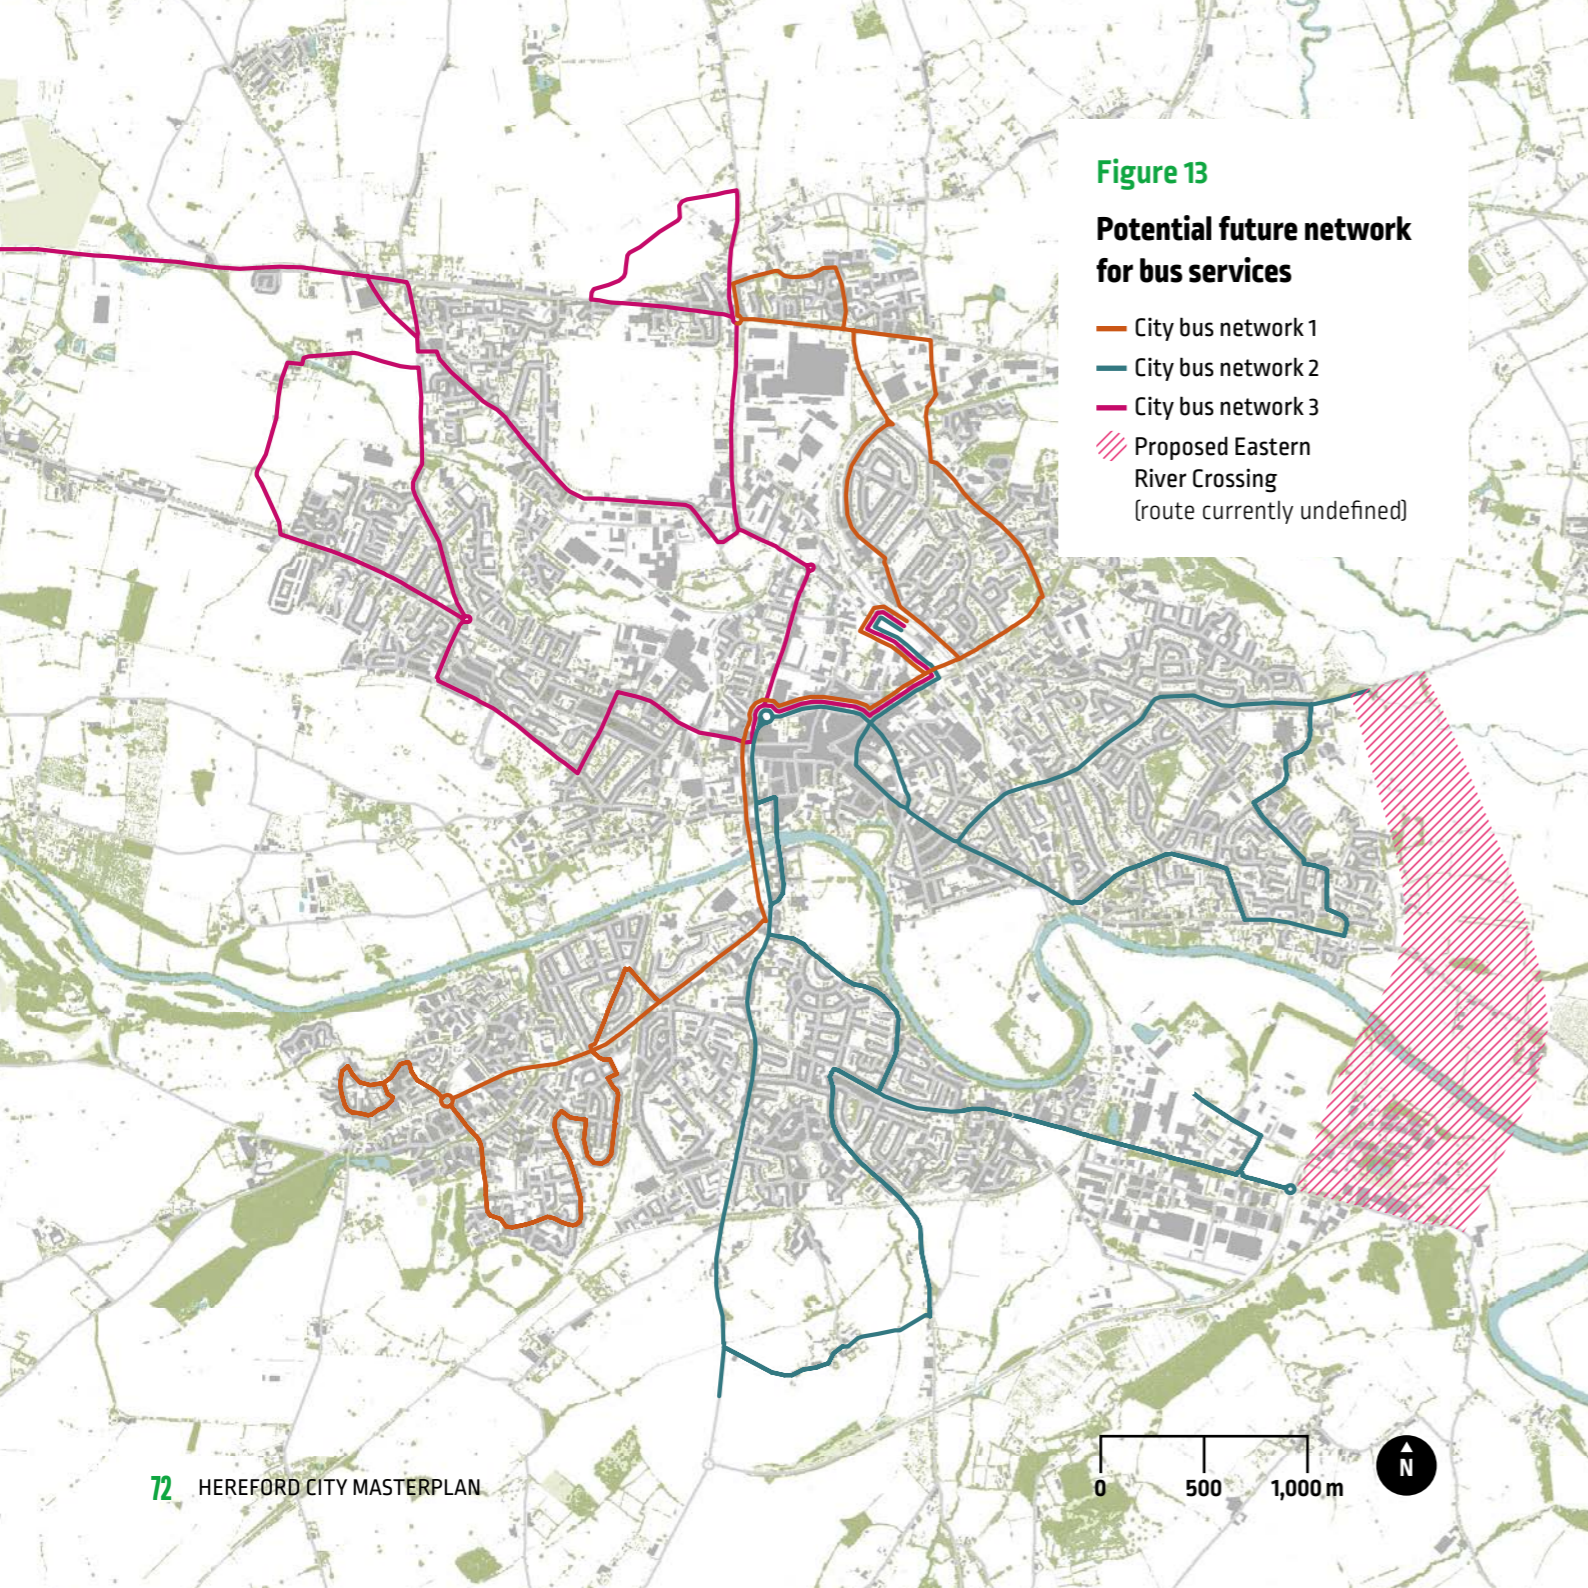 Figure 13
Potential future network
for bus services
City bus network 1
City bus network 2
City bus network 3
Proposed Eastern
River Crossing
(route currently undefined)
0 500 1,000 m
N
72 HEREFORD CITY MASTERPLAN